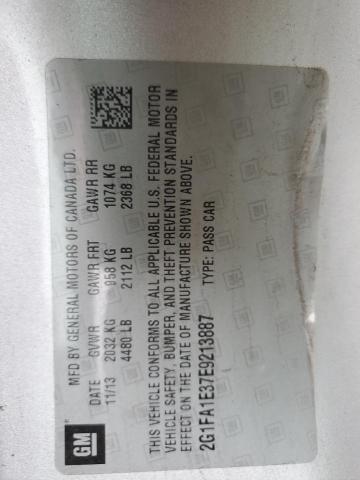 GM
MFD BY GENERAL MOTORS OF CANADA LTD.
DATE GVWR GAWR FRT GAWR RR
11/13 2032 KG 958 KG 1074 KG
4480 LB 2112 LB 2368 LB
THIS VEHICLE CONFORMS TO ALL APPLICABLE U.S. FEDERAL MOTOR
VEHICLE SAFETY, BUMPER, AND THEFT PREVENTION STANDARDS IN
EFFECT ON THE DATE OF MANUFACTURE SHOWN ABOVE.
2G1FA1E37E9213887 TYPE: PASS CAR